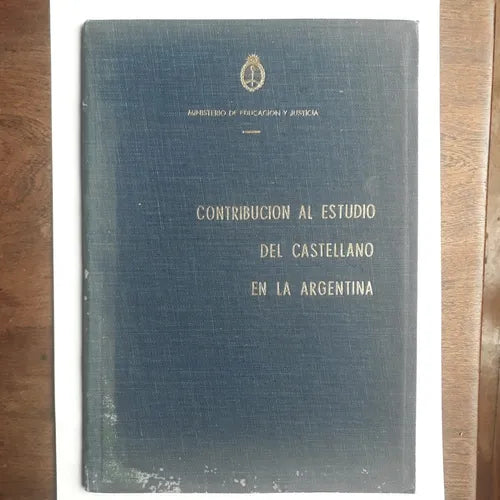 MINISTERIO DE EDUCACION Y JUSTICIA
CONTRIBUCION AL ESTUDIO
DEL CASTELLANO
EN LA ARGENTINA